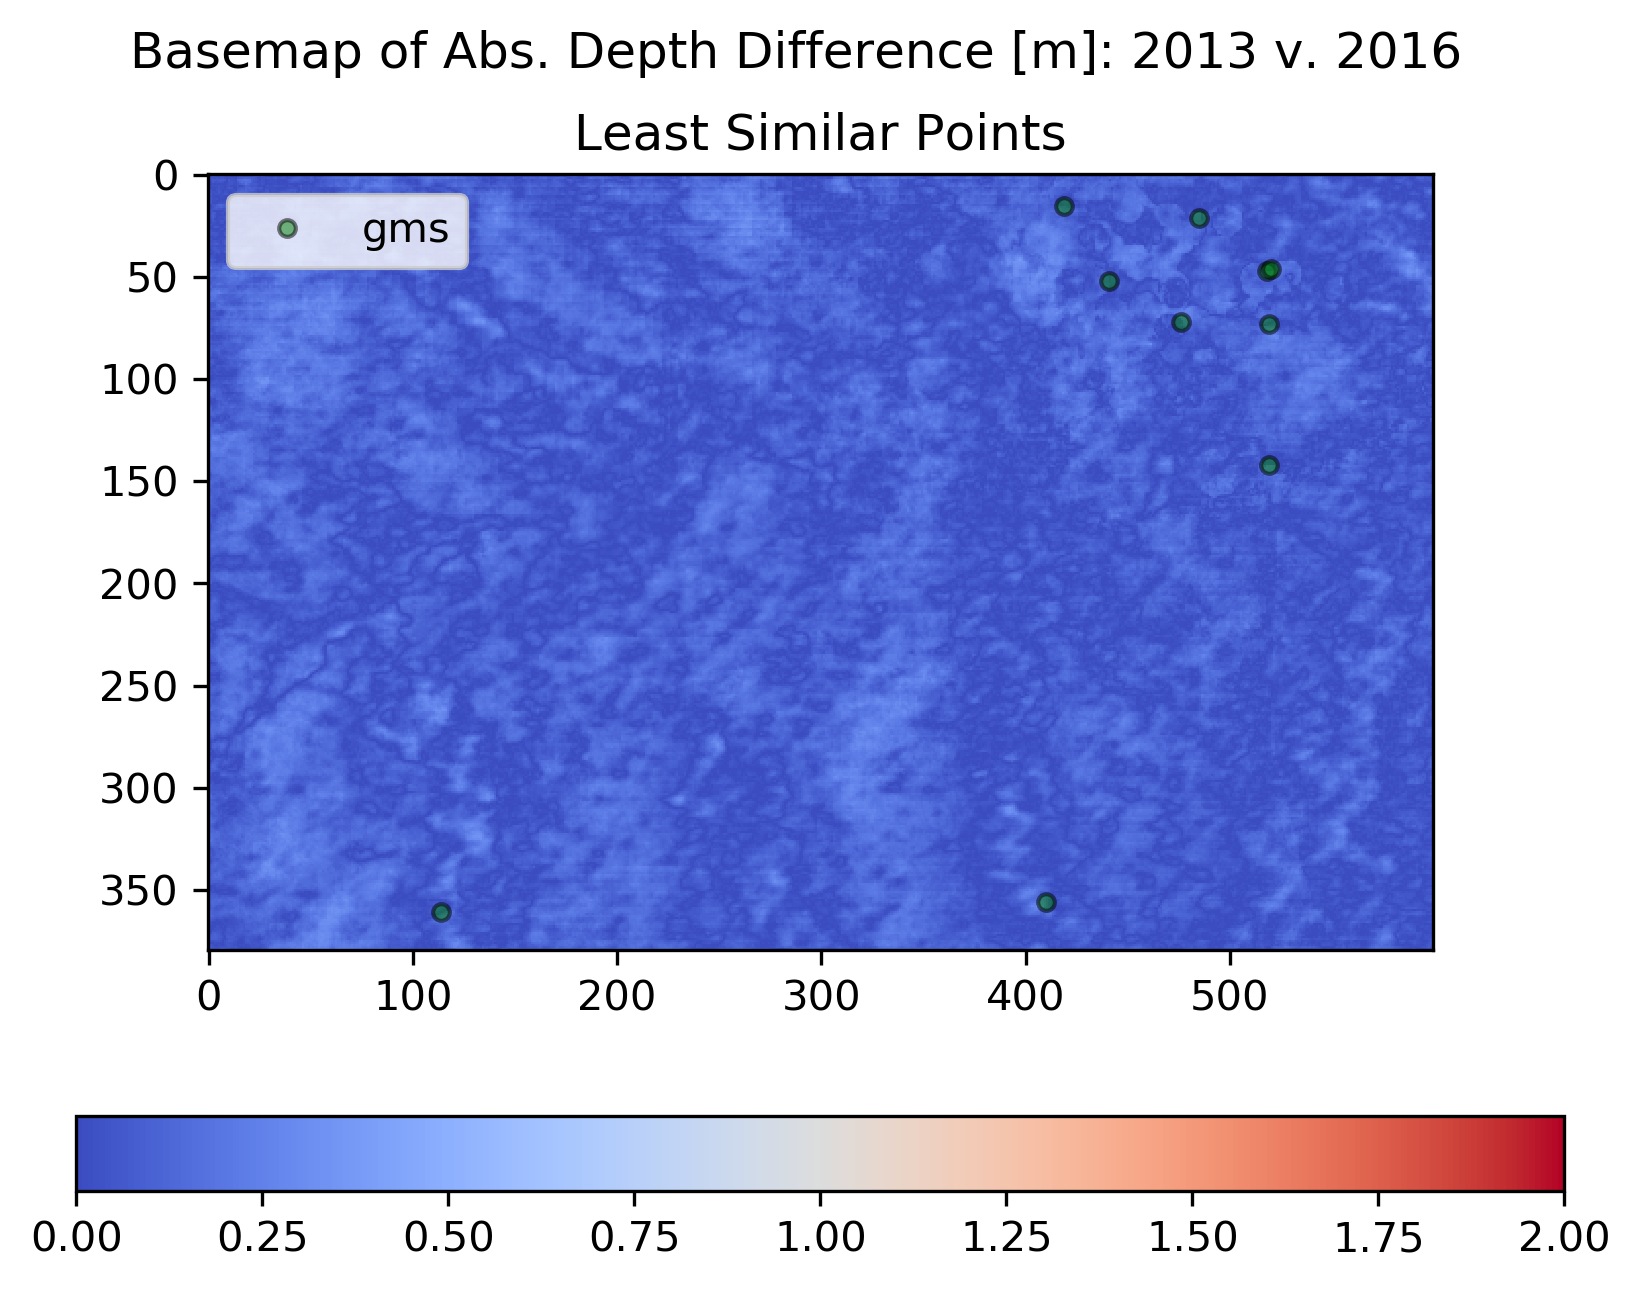 Basemap of Abs. Depth Difference [m]: 2013 v. 2016
Least Similar Points
gms
0
50
100
150
200
250
300
350
0 100 200 300 400 500
0.00 0.25 0.50 0.75 1.00 1.25 1.50 1.75 2.00